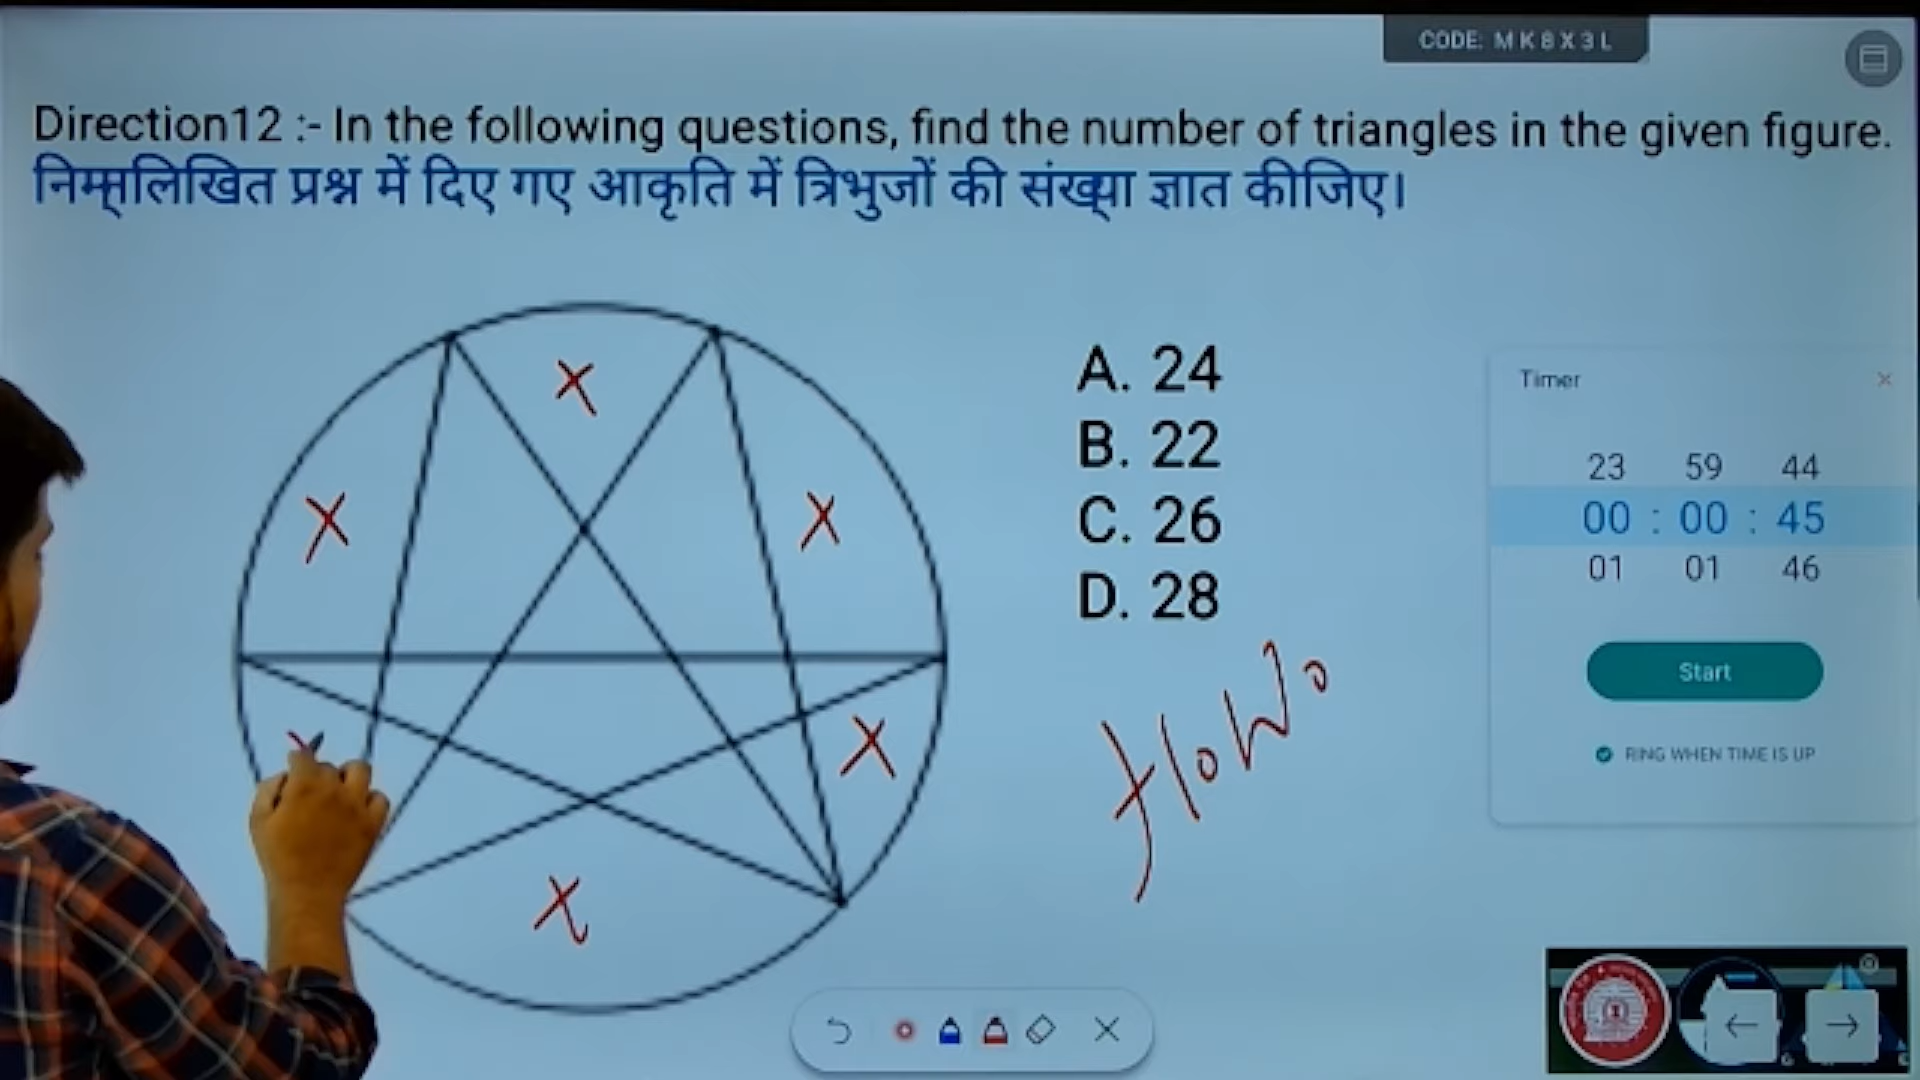 CODE: MK8X3L
Direction12 :- In the following questions, find the number of triangles in the given figure.
निम्नलिखित प्रश्न में दिए गए आकृति में त्रिभुजों की संख्या ज्ञात कीजिए।
A. 24
B. 22
C. 26
D. 28
Timer
23 59 44
00 : 00 : 45
01 01 46
Start
RING WHEN TIME IS UP